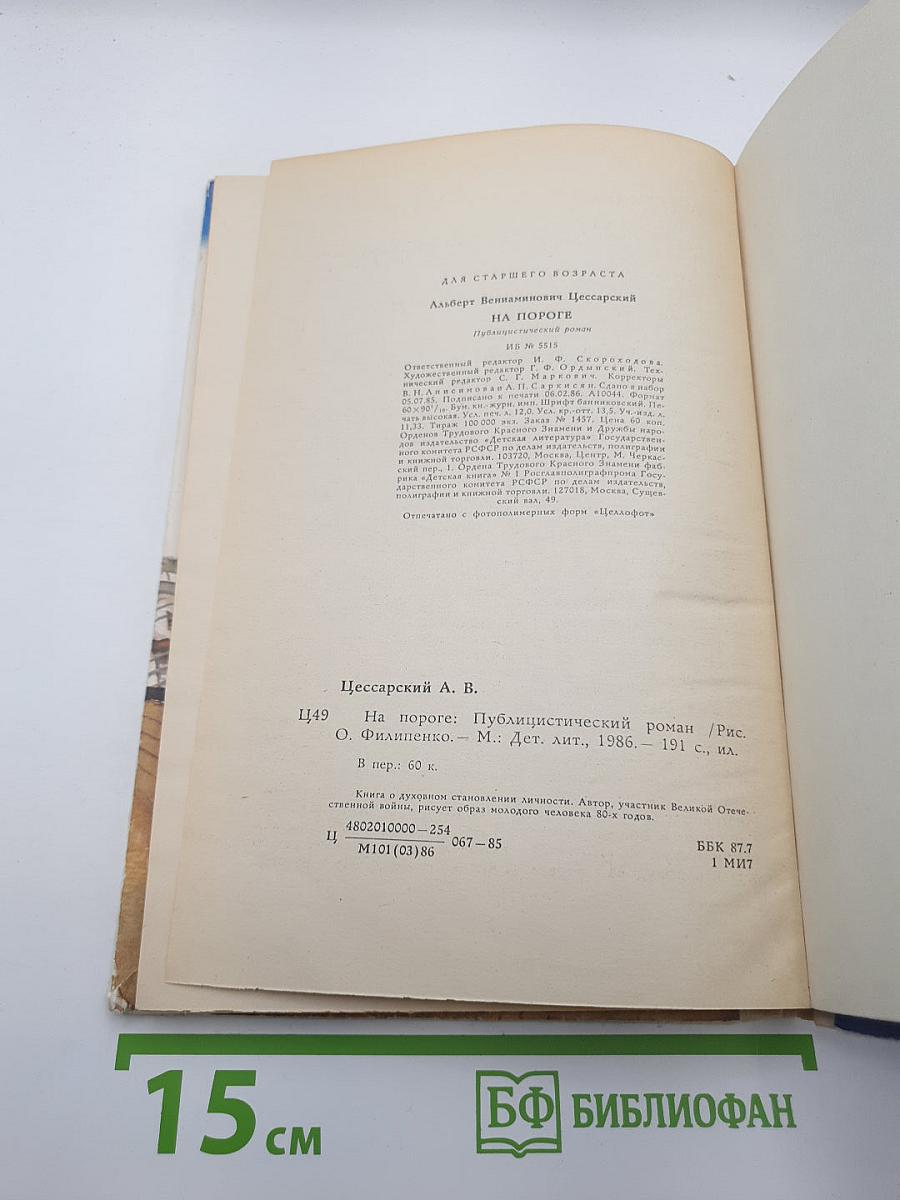 ДЛЯ СТАРШЕГО ВОЗРАСТА
Альберт Вениаминович Цессарский
НА ПОРОГЕ
Публицистический роман
ИБ № 5515
Ответственный редактор И. Ф. Скороходова.
Художественный редактор Г. Ф. Ордынский. Тех-
нический редактор С. Г. Маркович. Корректоры
В. Н. Анисимова и А. П. Саркисян. Сдано в набор
05.07.85. Подписано к печати 06.02.86. А10044. Формат
60×90¹/₁₆. Бум. кн.-журн. имп. Шрифт банниковский. Пе-
чать высокая. Усл. печ. л. 12,0. Усл. кр.-отт. 13,5. Уч.-изд. л.
11,33. Тираж 100 000 экз. Заказ № 1457. Цена 60 коп.
Орденов Трудового Красного Знамени и Дружбы наро-
дов издательство «Детская литература» Государствен-
ного комитета РСФСР по делам издательств, полиграфии
и книжной торговли. 103720, Москва, Центр, М. Черкас-
ский пер., 1. Ордена Трудового Красного Знамени фаб-
рика «Детская книга» № 1 Росглавполиграфпрома Госу-
дарственного комитета РСФСР по делам издательств,
полиграфии и книжной торговли. 127018, Москва, Сущев-
ский вал, 49.
Отпечатано с фотополимерных форм «Целлофот»
Цессарский А. В.
Ц49 На пороге: Публицистический роман /Рис.
О. Филипенко.— М.: Дет. лит., 1986.— 191 с., ил.
В пер.: 60 к.
Книга о духовном становлении личности. Автор, участник Великой Отече-
ственной войны, рисует образ молодого человека 80-х годов.
Ц 4802010000—254 067—85
М101(03)86
ББК 87.7
1 МИ7
15 см
БФ БИБЛИОФАН